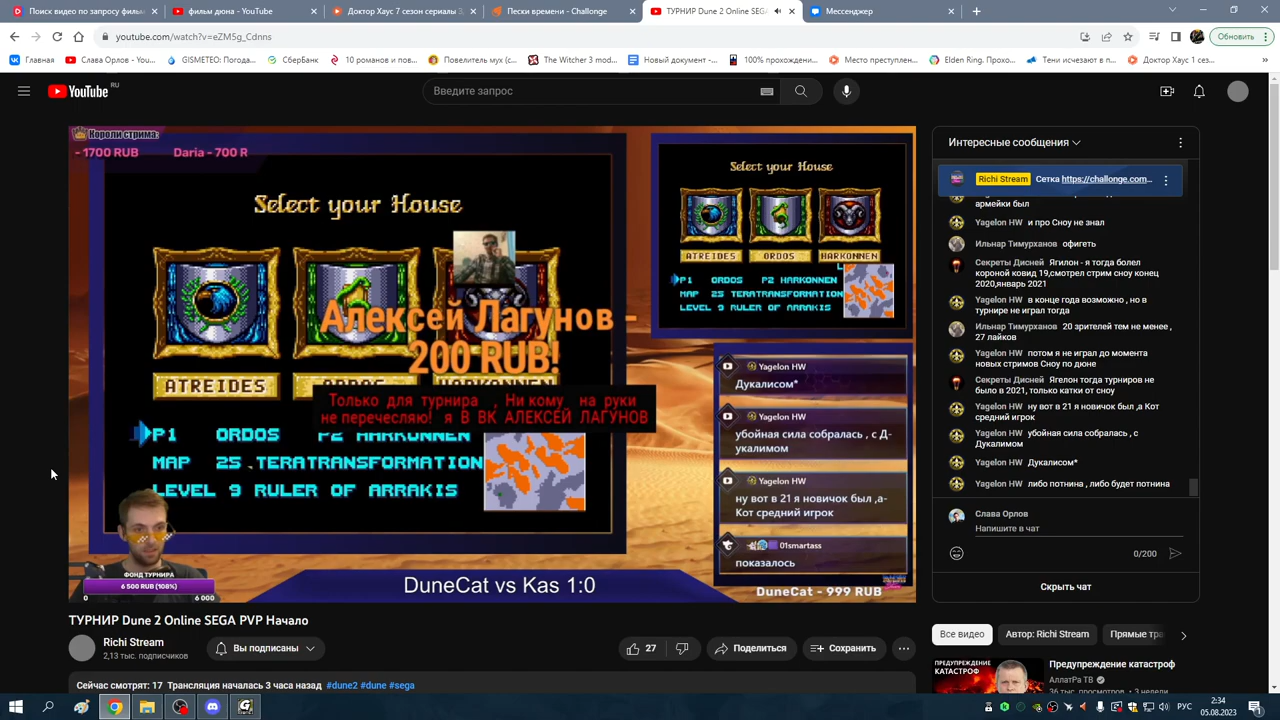 Поиск видео по запросу фильм
фильм дюна - YouTube
Доктор Хаус 7 сезон сериалы 3
Пески времени - Challonge
ТУРНИР Dune 2 Online SEGA
Мессенджер
youtube.com/watch?v=eZM5g_Cdnns
Обновить
Главная
Слава Орлов - You...
GISMETEO: Погода...
СберБанк
10 романов и пов...
Повелитель мух (с...
The Witcher 3 mod...
Новый документ -...
100% прохождени...
Место преступлен...
Elden Ring. Прохо...
Тени исчезают в п...
Доктор Хаус 1 сез...
YouTube RU
Введите запрос
Короли стрима:
- 1700 RUB Daria - 700 R
Select your House
ATREIDES
ORDOS
HARKONNEN
P1 ORDOS P2 HARKONNEN
MAP 25 TERATRANSFORMATION
LEVEL 9 RULER OF ARRAKIS
Алексей Лагунов -
200 RUB!
Только для турнира , Ни кому на руки
не перечесляю! я В ВК АЛЕКСЕЙ ЛАГУНОВ
ФОНД ТУРНИРА
6 500 RUB (108%)
0 6 000
DuneCat vs Kas 1:0
Select your House
ATREIDES
ORDOS
HARKONNEN
P1 ORDOS P2 HARKONNEN
MAP 25 TERATRANSFORMATION
LEVEL 9 RULER OF ARRAKIS
Yagelon HW
Дукалисом*
Yagelon HW
убойная сила собралась , с Д-
укалимом
Yagelon HW
ну вот в 21 я новичок был ,а-
Кот средний игрок
01smartass
показалось
DuneCat - 999 RUB
Интересные сообщения
Richi Stream Сетка https://challonge.com...
армейки был
Yagelon HW и про Сноу не знал
Ильнар Тимурханов офигеть
Секреты Дисней Ягилон - я тогда болел
короной ковид 19,смотрел стрим сноу конец
2020,январь 2021
Yagelon HW в конце года возможно , но в
турнире не играл тогда
Ильнар Тимурханов 20 зрителей тем не менее ,
27 лайков
Yagelon HW потом я не играл до момента
новых стримов Сноу по дюне
Секреты Дисней Ягелон тогда турниров не
было в 2021, только катки от сноу
Yagelon HW ну вот в 21 я новичок был ,а Кот
средний игрок
Yagelon HW убойная сила собралась , с
Дукалимом
Yagelon HW Дукалисом*
Yagelon HW либо потнина , либо будет потнина
Слава Орлов
Напишите в чат
0/200
Скрыть чат
ТУРНИР Dune 2 Online SEGA PVP Начало
Richi Stream
2,13 тыс. подписчиков
Вы подписаны
27
Поделиться
Сохранить
Сейчас смотрят: 17 Трансляция началась 3 часа назад #dune2 #dune #sega
Все видео
Автор: Richi Stream
Прямые тра
ПРЕДУПРЕЖДЕНИЕ
КАТАСТРОФ
Предупреждение катастроф
АллатРа ТВ
36 тыс. просмотров • 3 недели
РУС
2:34
05.08.2023